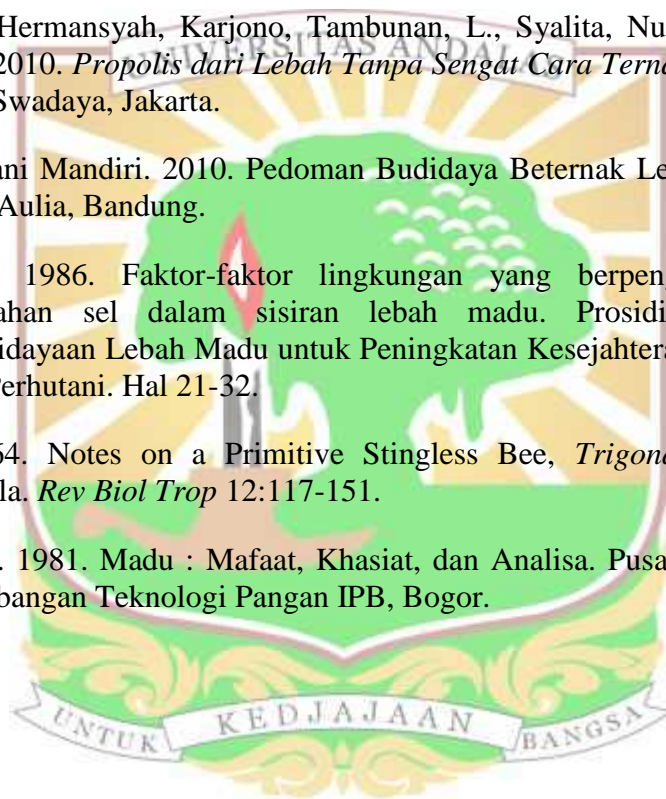 Hermansyah, Karjono, Tambunan, L., Syalita, Nu
UNIVERSITAS ANDALAS
2010. Propolis dari Lebah Tanpa Sengat Cara Terna
Swadaya, Jakarta.
ani Mandiri. 2010. Pedoman Budidaya Beternak Le
Aulia, Bandung.
1986. Faktor-faktor lingkungan yang berpen
ahan sel dalam sisiran lebah madu. Prosidi
idayaan Lebah Madu untuk Peningkatan Kesejahtera
Perhutani. Hal 21-32.
64. Notes on a Primitive Stingless Bee, Trigona
la. Rev Biol Trop 12:117-151.
. 1981. Madu : Mafaat, Khasiat, dan Analisa. Pusa
bangan Teknologi Pangan IPB, Bogor.
UNTUK KEDJAJAAN BANGSA